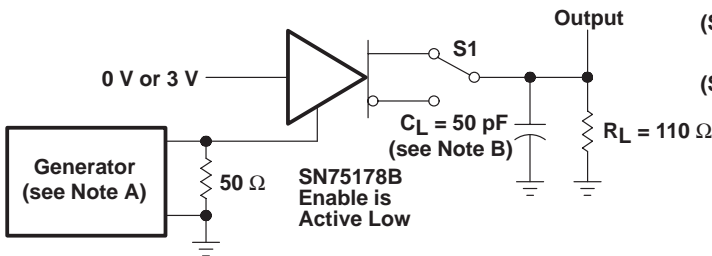 Output
(S
S1
0 V or 3 V
(S
CL = 50 pF
(see Note B)
RL = 110 Ω
Generator
(see Note A)
50 Ω
SN75178B
Enable is
Active Low